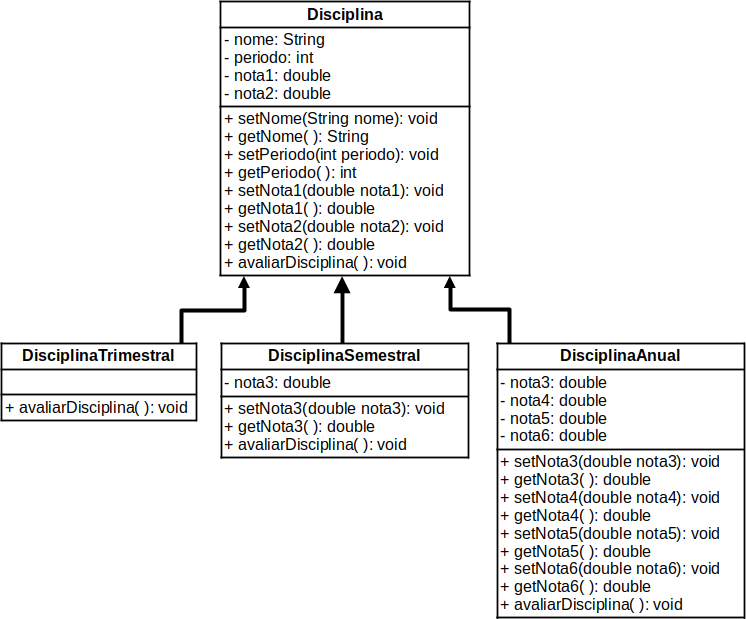 Disciplina
- nome: String
- periodo: int
- nota1: double
- nota2: double
+ setNome(String nome): void
+ getNome( ): String
+ setPeriodo(int periodo): void
+ getPeriodo( ): int
+ setNota1(double nota1): void
+ getNota1( ): double
+ setNota2(double nota2): void
+ getNota2( ): double
+ avaliarDisciplina( ): void
DisciplinaTrimestral
+ avaliarDisciplina( ): void
DisciplinaSemestral
- nota3: double
+ setNota3(double nota3): void
+ getNota3( ): double
+ avaliarDisciplina( ): void
DisciplinaAnual
- nota3: double
- nota4: double
- nota5: double
- nota6: double
+ setNota3(double nota3): void
+ getNota3( ): double
+ setNota4(double nota4): void
+ getNota4( ): double
+ setNota5(double nota5): void
+ getNota5( ): double
+ setNota6(double nota6): void
+ getNota6( ): double
+ avaliarDisciplina( ): void